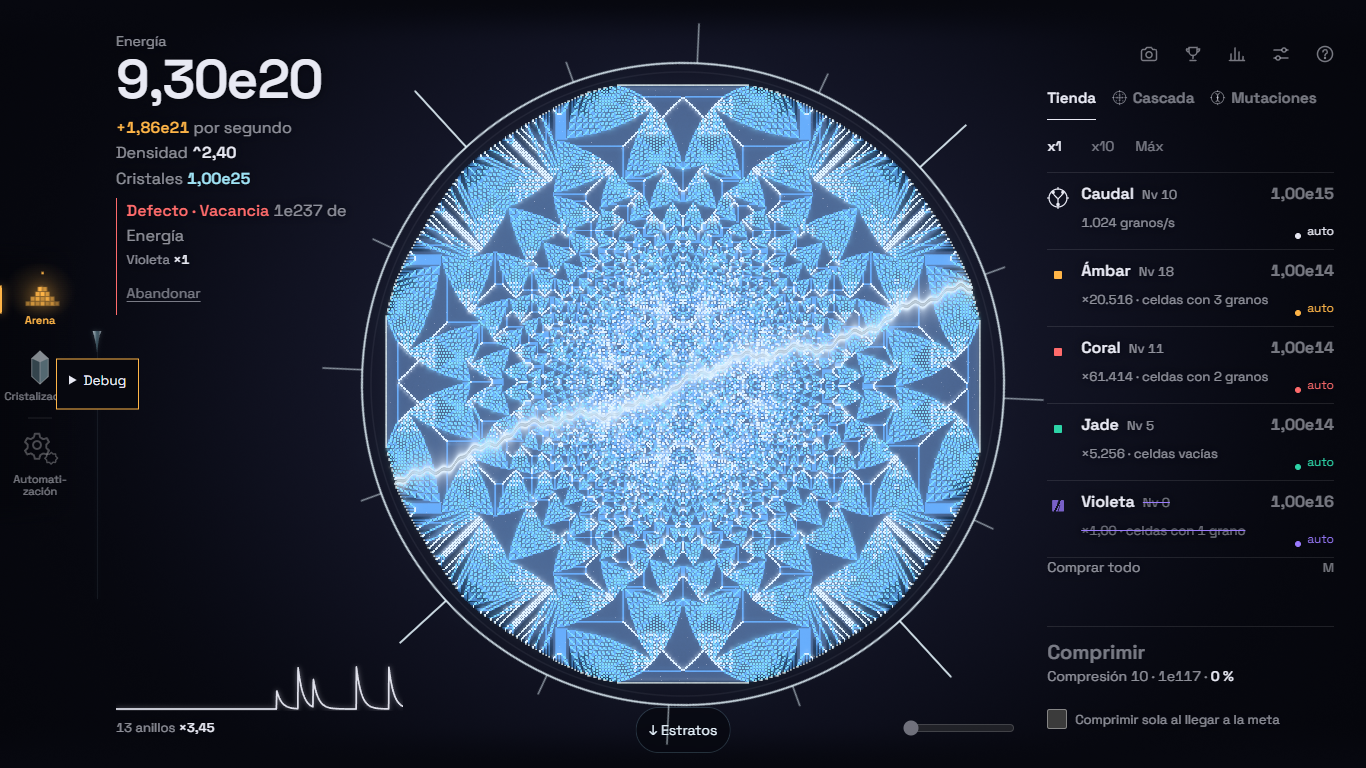 Energía
9,30e20
+1,86e21 por segundo
Densidad ^2,40
Cristales 1,00e25
Defecto · Vacancia 1e237 de
Energía
Violeta ×1
Abandonar
Arena
Debug
Automati-
zación
13 anillos ×3,45
↓ Estratos
Tienda Cascada Mutaciones
x1 x10 Máx
Caudal Nv 10 1,00e15
1.024 granos/s auto
Ámbar Nv 18 1,00e14
×20.516 · celdas con 3 granos auto
Coral Nv 11 1,00e14
×61.414 · celdas con 2 granos auto
Jade Nv 5 1,00e14
×5.256 · celdas vacías auto
Violeta Nv 0 1,00e16
×1,00 · celdas con 1 grano auto
Comprar todo M
Comprimir
Compresión 10 · 1e117 · 0 %
Comprimir sola al llegar a la meta